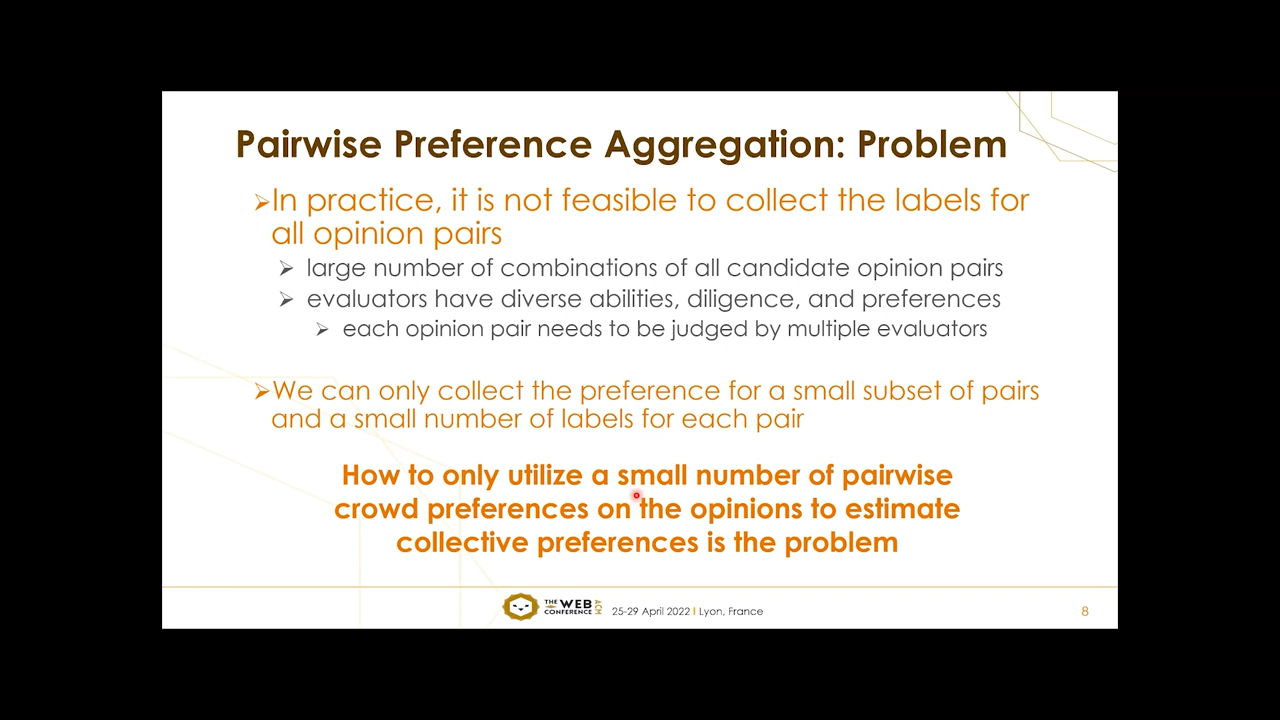 Pairwise Preference Aggregation: Problem
➢In practice, it is not feasible to collect the labels for
all opinion pairs
➢ large number of combinations of all candidate opinion pairs
➢ evaluators have diverse abilities, diligence, and preferences
➢ each opinion pair needs to be judged by multiple evaluators
➢We can only collect the preference for a small subset of pairs
and a small number of labels for each pair
How to only utilize a small number of pairwise
crowd preferences on the opinions to estimate
collective preferences is the problem
THE WEB CONFERENCE ACM 25-29 April 2022 | Lyon, France 8